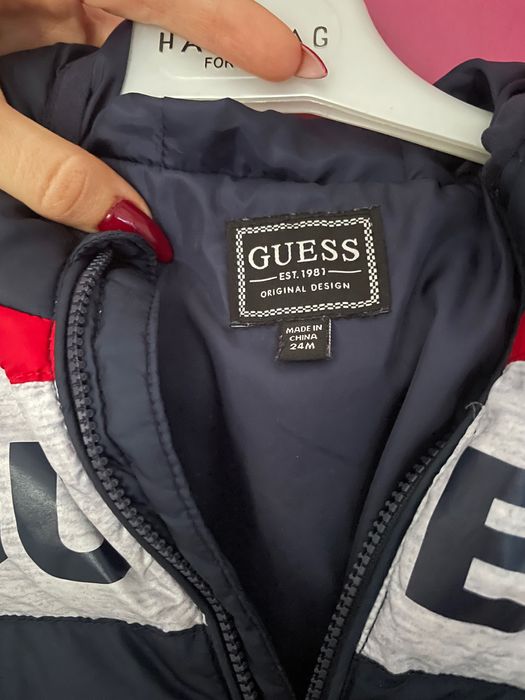 GUESS
EST. 1981
ORIGINAL DESIGN
MADE IN
CHINA
24M
U
E